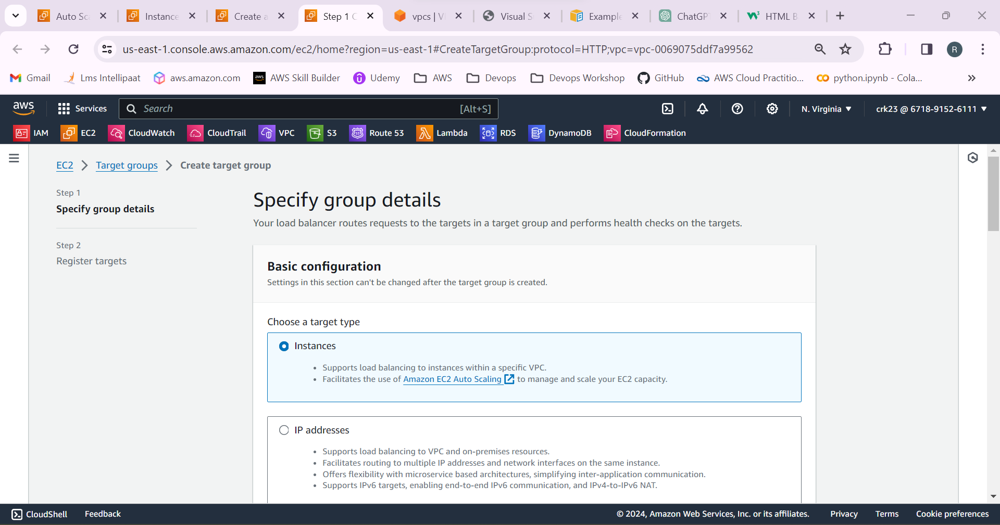 Auto Sc
Instance
Create a
Step 1 C
vpcs | V
Visual S
Example
ChatGP
HTML B
us-east-1.console.aws.amazon.com/ec2/home?region=us-east-1#CreateTargetGroup:protocol=HTTP;vpc=vpc-0069075ddf7a99562
R
Gmail
Lms Intellipaat
aws.amazon.com
aws
AWS Skill Builder
Udemy
AWS
Devops
Devops Workshop
GitHub
AWS Cloud Practitio...
python.ipynb - Cola...
aws
Services
Search
[Alt+S]
N. Virginia
crk23 @ 6718-9152-6111
IAM
EC2
CloudWatch
CloudTrail
VPC
S3
53
Route 53
Lambda
RDS
DynamoDB
CloudFormation
EC2
Target groups
Create target group
Step 1
Specify group details
Step 2
Register targets
Specify group details
Your load balancer routes requests to the targets in a target group and performs health checks on the targets.
Basic configuration
Settings in this section can't be changed after the target group is created.
Choose a target type
Instances
• Supports load balancing to instances within a specific VPC.
• Facilitates the use of Amazon EC2 Auto Scaling to manage and scale your EC2 capacity.
IP addresses
• Supports load balancing to VPC and on-premises resources.
• Facilitates routing to multiple IP addresses and network interfaces on the same instance.
• Offers flexibility with microservice based architectures, simplifying inter-application communication.
• Supports IPv6 targets, enabling end-to-end IPv6 communication, and IPv4-to-IPv6 NAT.
CloudShell
Feedback
© 2024, Amazon Web Services, Inc. or its affiliates.
Privacy
Terms
Cookie preferences